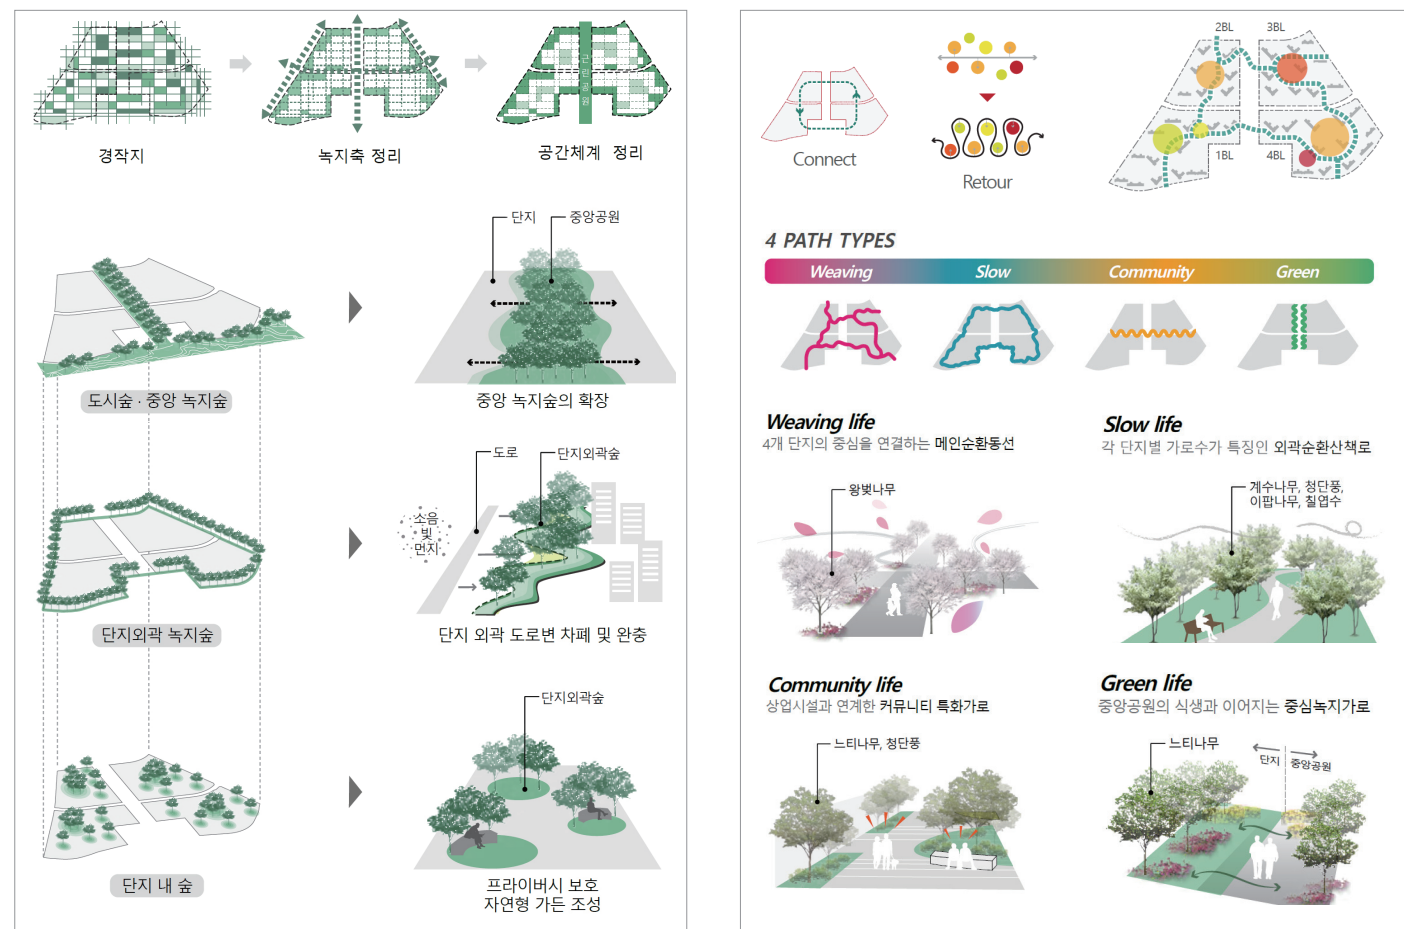 경작지
녹지축 정리
근린공원
공간체계 정리
단지
중앙공원
도시숲 · 중앙 녹지숲
중앙 녹지숲의 확장
도로
단지외곽숲
소음
빛
먼지
단지외곽 녹지숲
단지 외곽 도로변 차폐 및 완충
단지외곽숲
단지 내 숲
프라이버시 보호
자연형 가든 조성
Connect
Retour
2BL
3BL
1BL
4BL
4 PATH TYPES
Weaving
Slow
Community
Green
Weaving life
4개 단지의 중심을 연결하는 메인순환동선
왕벚나무
Slow life
각 단지별 가로수가 특징인 외곽순환산책로
계수나무, 청단풍,
이팝나무, 칠엽수
Community life
상업시설과 연계한 커뮤니티 특화가로
느티나무, 청단풍
Green life
중앙공원의 식생과 이어지는 중심녹지가로
느티나무
단지
중앙공원